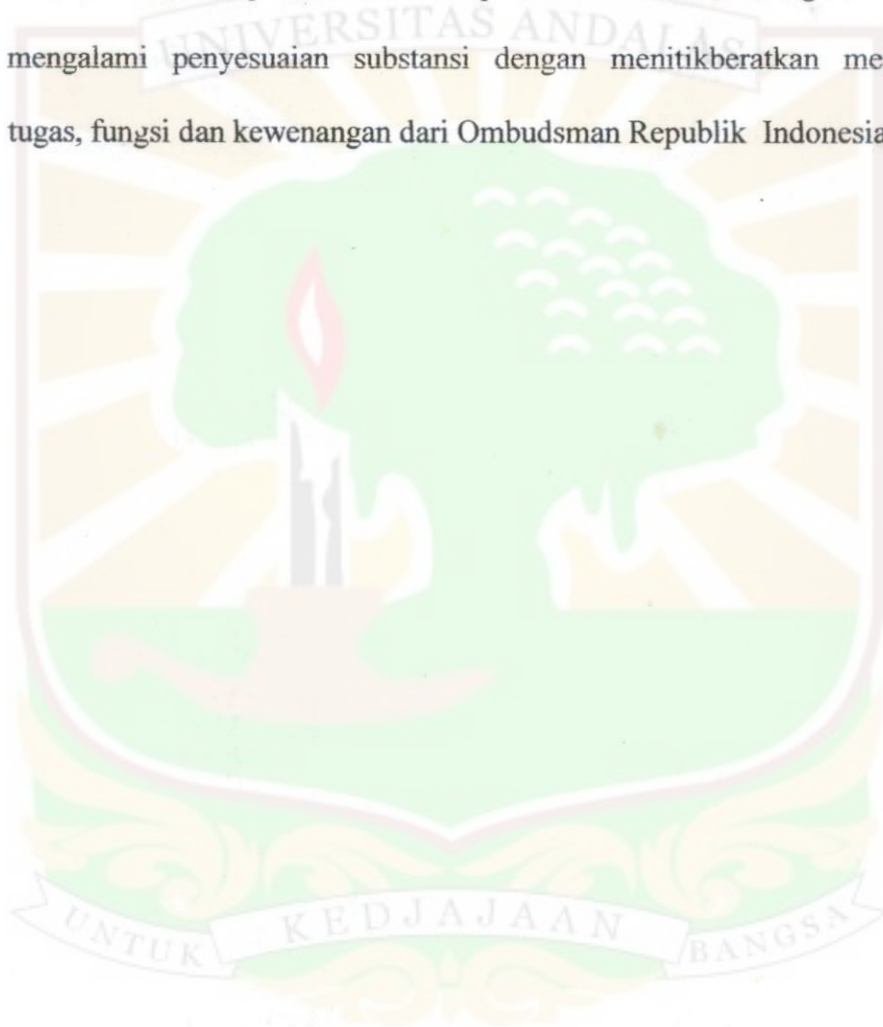 UNIVERSITAS ANDALAS
mengalami penyesuaian substansi dengan menitikberatkan
tugas, fungsi dan kewenangan dari Ombudsman Republik Indonesia
UNTUK KEDJAJAAN BANGSA